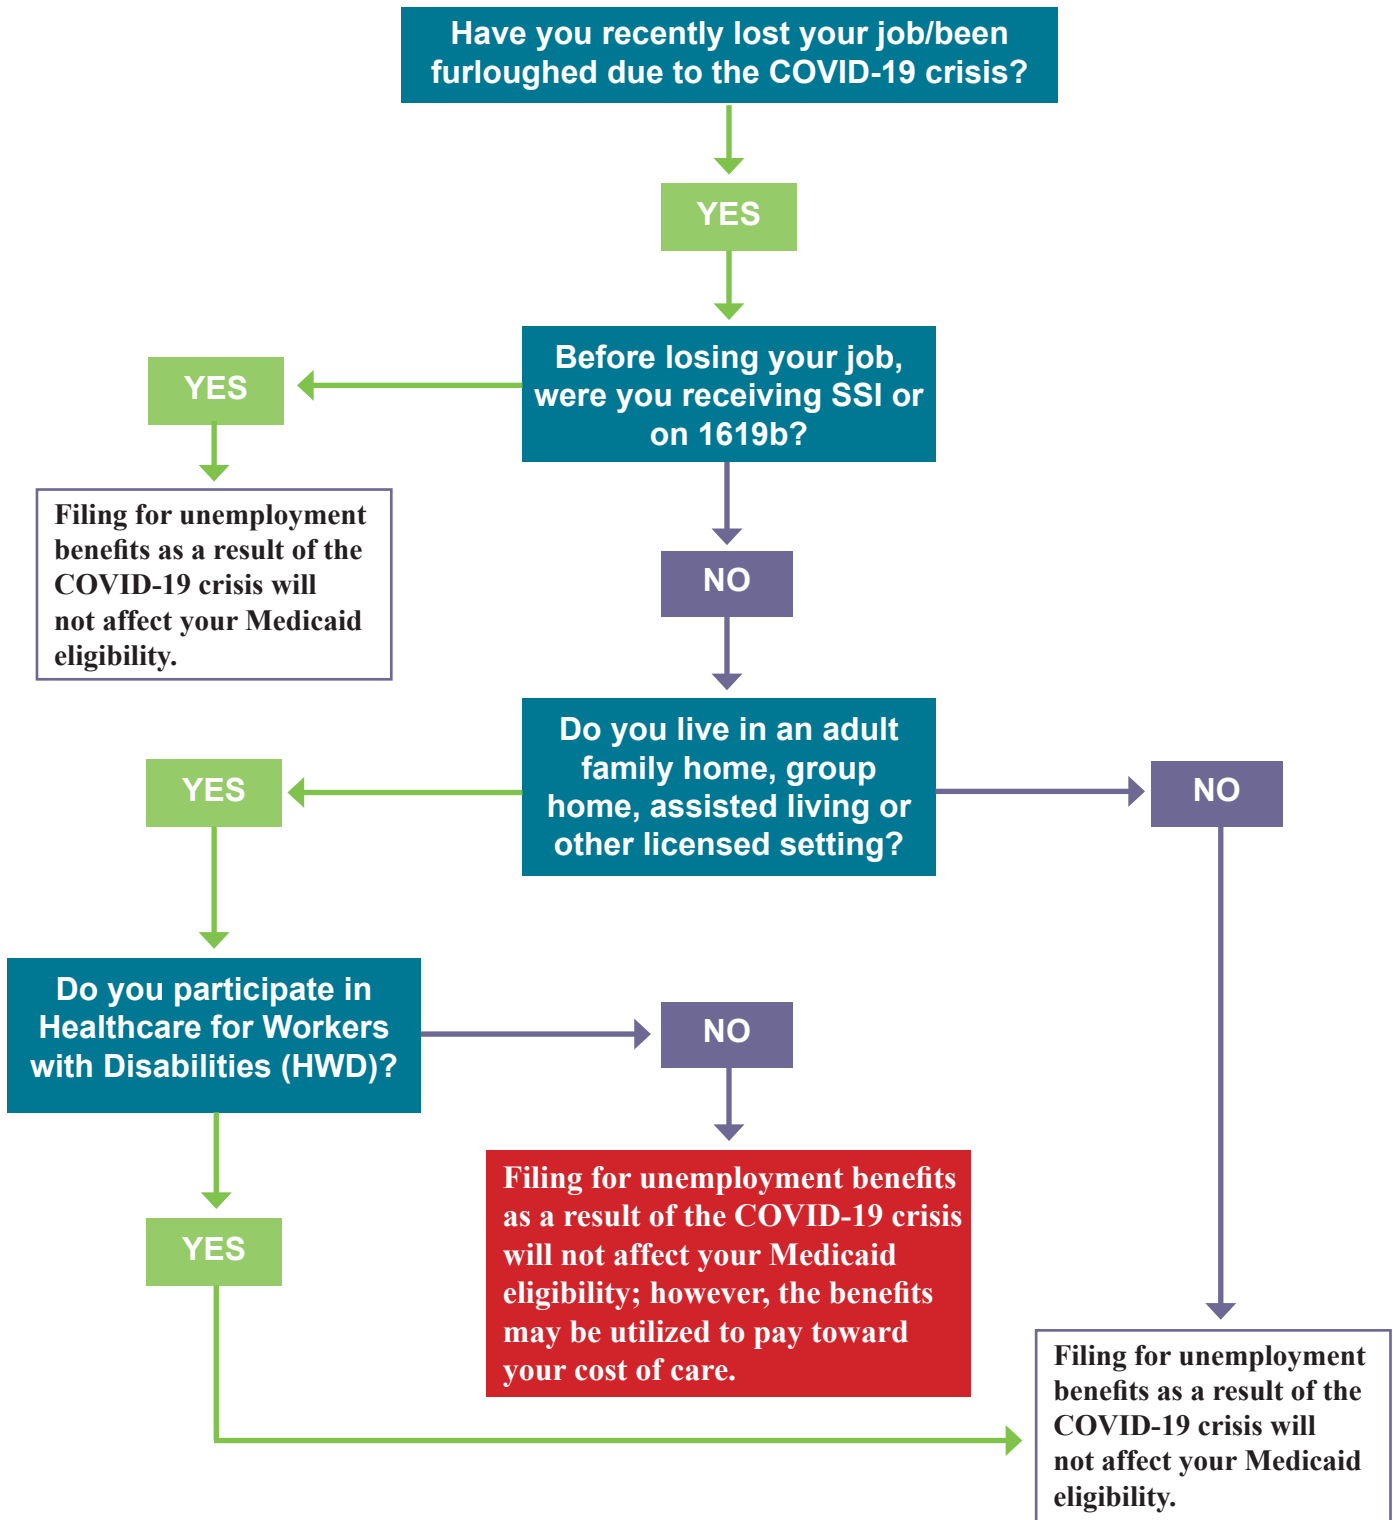 Have you recently lost your job/been
furloughed due to the COVID-19 crisis?
YES
Before losing your job,
were you receiving SSI or
on 1619b?
YES
Filing for unemployment
benefits as a result of the
COVID-19 crisis will
not affect your Medicaid
eligibility.
NO
Do you live in an adult
family home, group
home, assisted living or
other licensed setting?
YES
NO
Do you participate in
Healthcare for Workers
with Disabilities (HWD)?
NO
Filing for unemployment benefits
as a result of the COVID-19 crisis
will not affect your Medicaid
eligibility; however, the benefits
may be utilized to pay toward
your cost of care.
YES
Filing for unemployment
benefits as a result of the
COVID-19 crisis will
not affect your Medicaid
eligibility.